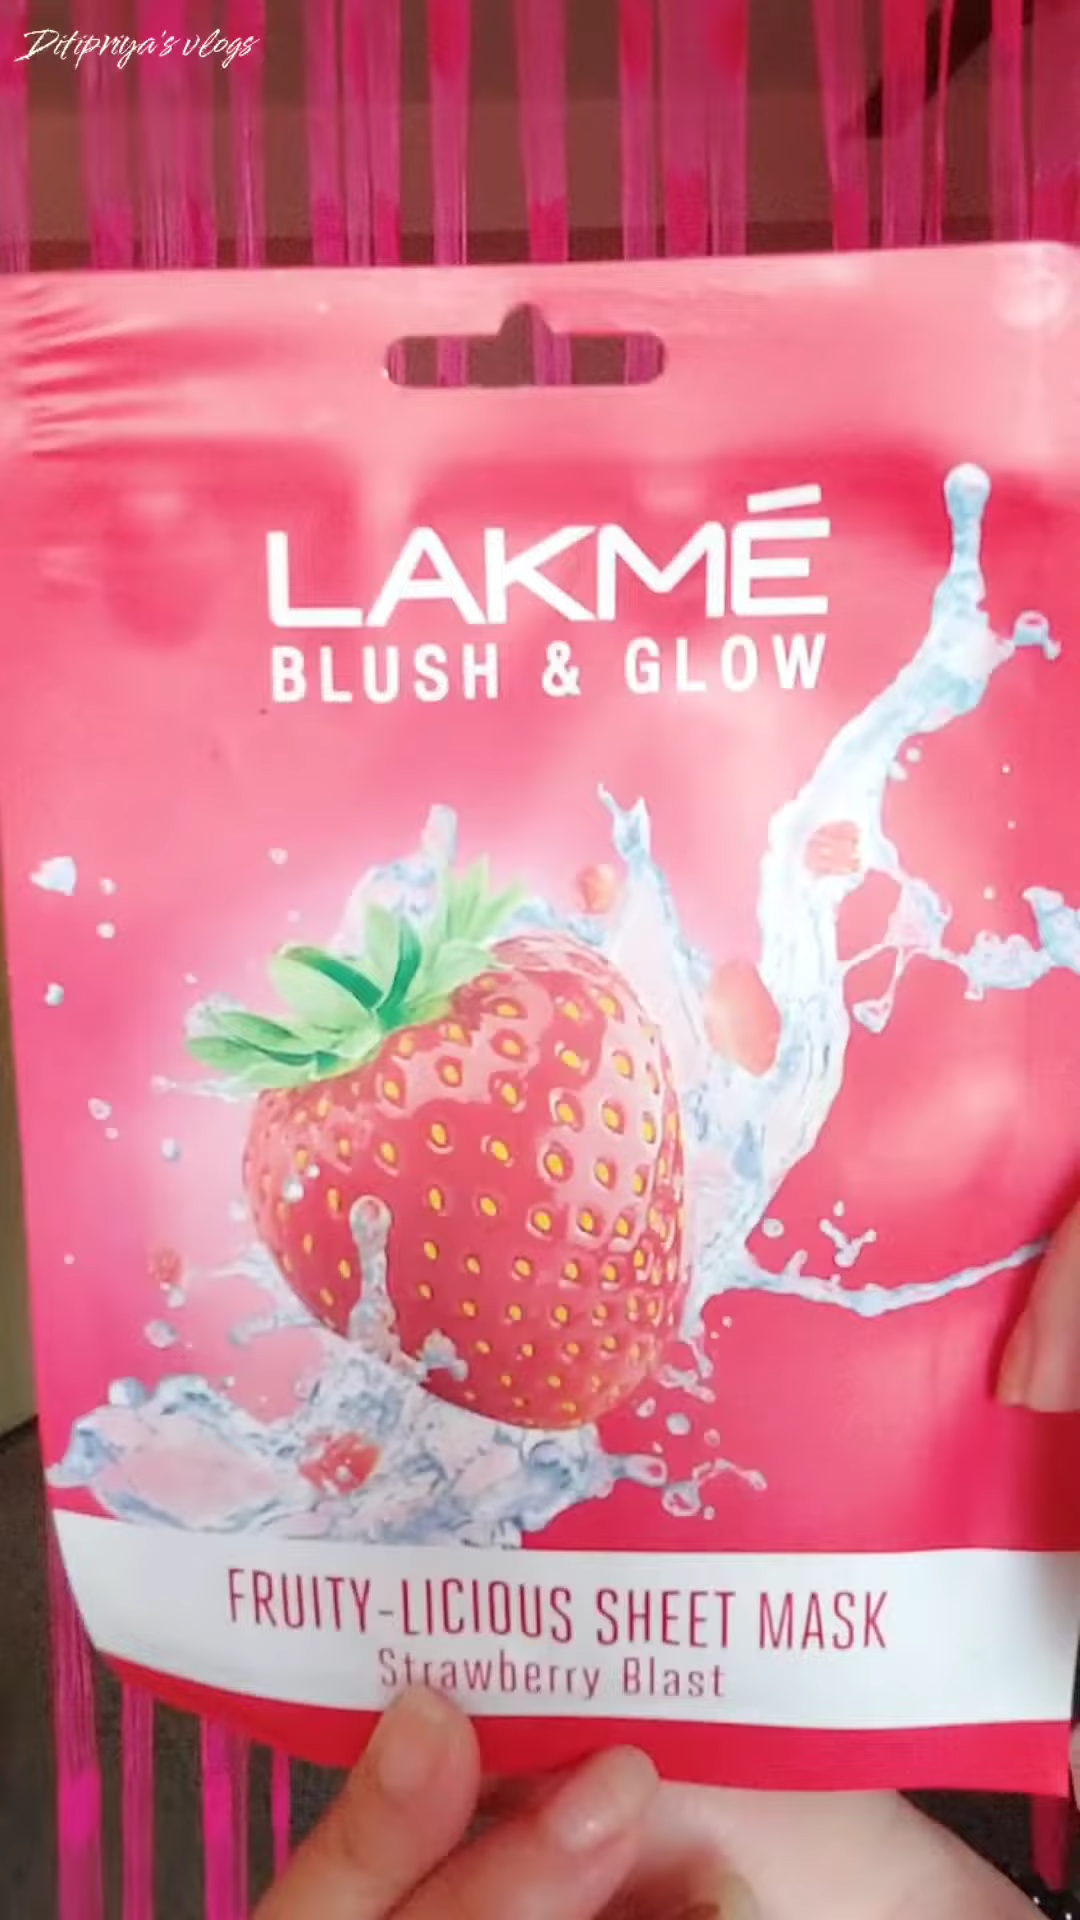 Ditipriya's vlogs
LAKMÉ
BLUSH & GLOW
FRUITY-LICIOUS SHEET MASK
Strawberry Blast